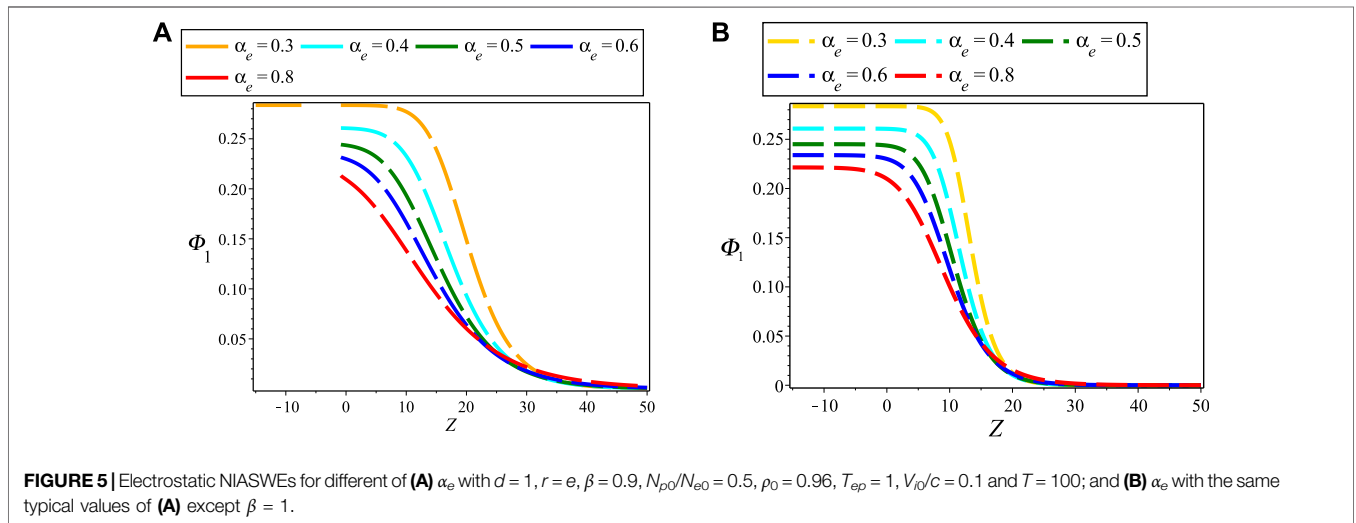 A
α_e = 0.3 α_e = 0.4 α_e = 0.5 α_e = 0.6
α_e = 0.8
0.25
0.20
Φ_1
0.15
0.10
0.05
-10 0 10 20 30 40 50
Z
B
α_e = 0.3 α_e = 0.4 α_e = 0.5
α_e = 0.6 α_e = 0.8
0.25
0.20
0.15
Φ_1
0.10
0.05
0
-10 0 10 20 30 40 50
Z
FIGURE 5 | Electrostatic NIASWEs for different of (A) α_e with d = 1, r = e, β = 0.9, N_p0/N_e0 = 0.5, ρ_0 = 0.96, T_ep = 1, V_i0/c = 0.1 and T = 100; and (B) α_e with the same
typical values of (A) except β = 1.